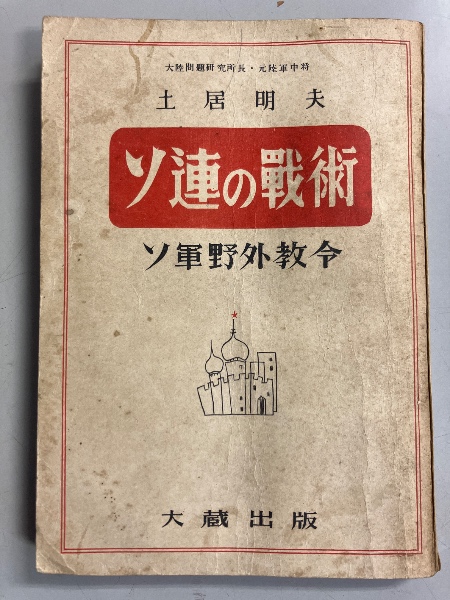 大陸問題研究所長・元陸軍中将
土居明夫
ソ連の戰術
ソ軍野外教令
大蔵出版